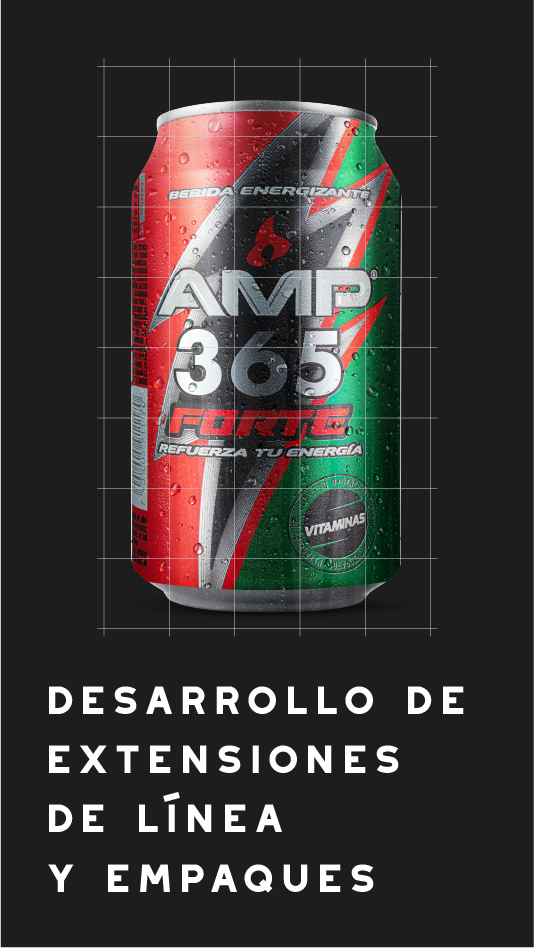 BEBIDA ENERGIZANTE
AMP®
365
FORTE
REFUERZA TU ENERGÍA
VITAMINAS
DESARROLLO DE
EXTENSIONES
DE LÍNEA
Y EMPAQUES